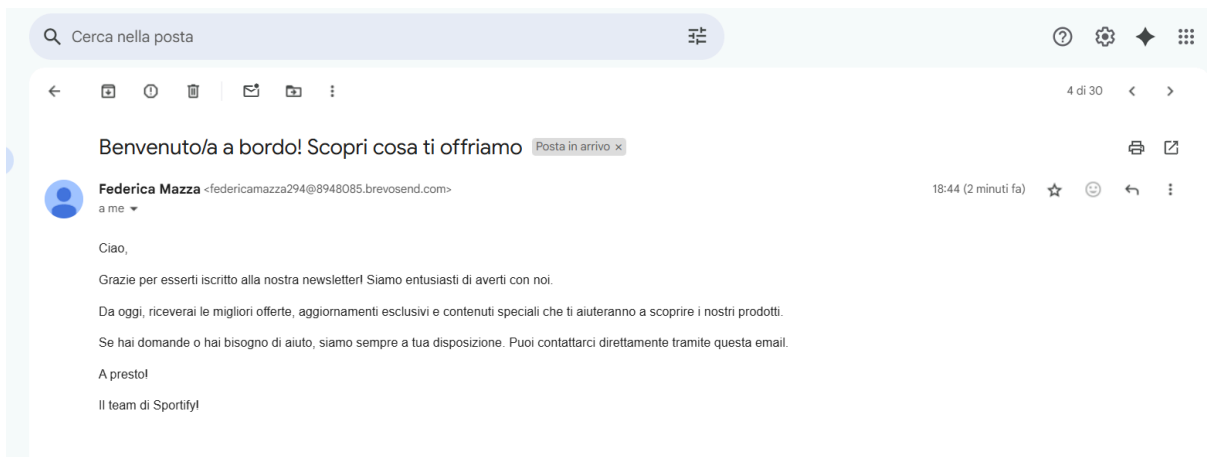 Cerca nella posta
4 di 30
Benvenuto/a a bordo! Scopri cosa ti offriamo Posta in arrivo ×
Federica Mazza <federicamazza294@8948085.brevosend.com> 18:44 (2 minuti fa)
a me
Ciao,
Grazie per esserti iscritto alla nostra newsletter! Siamo entusiasti di averti con noi.
Da oggi, riceverai le migliori offerte, aggiornamenti esclusivi e contenuti speciali che ti aiuteranno a scoprire i nostri prodotti.
Se hai domande o hai bisogno di aiuto, siamo sempre a tua disposizione. Puoi contattarci direttamente tramite questa email.
A presto!
Il team di Sportify!